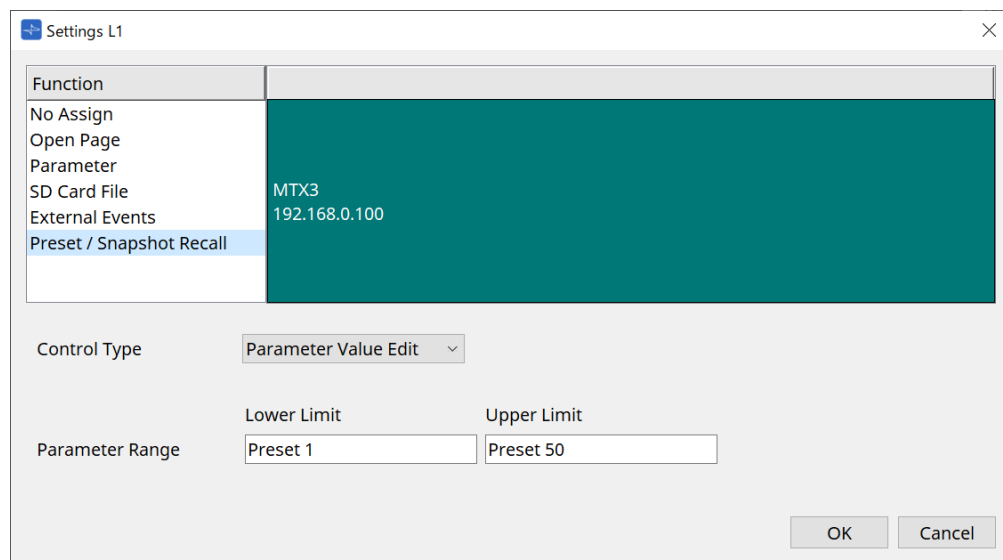 Settings L1
Function
No Assign
Open Page
Parameter
SD Card File
External Events
Preset / Snapshot Recall
MTX3
192.168.0.100
Control Type
Parameter Value Edit
Lower Limit
Upper Limit
Parameter Range
Preset 1
Preset 50
OK
Cancel